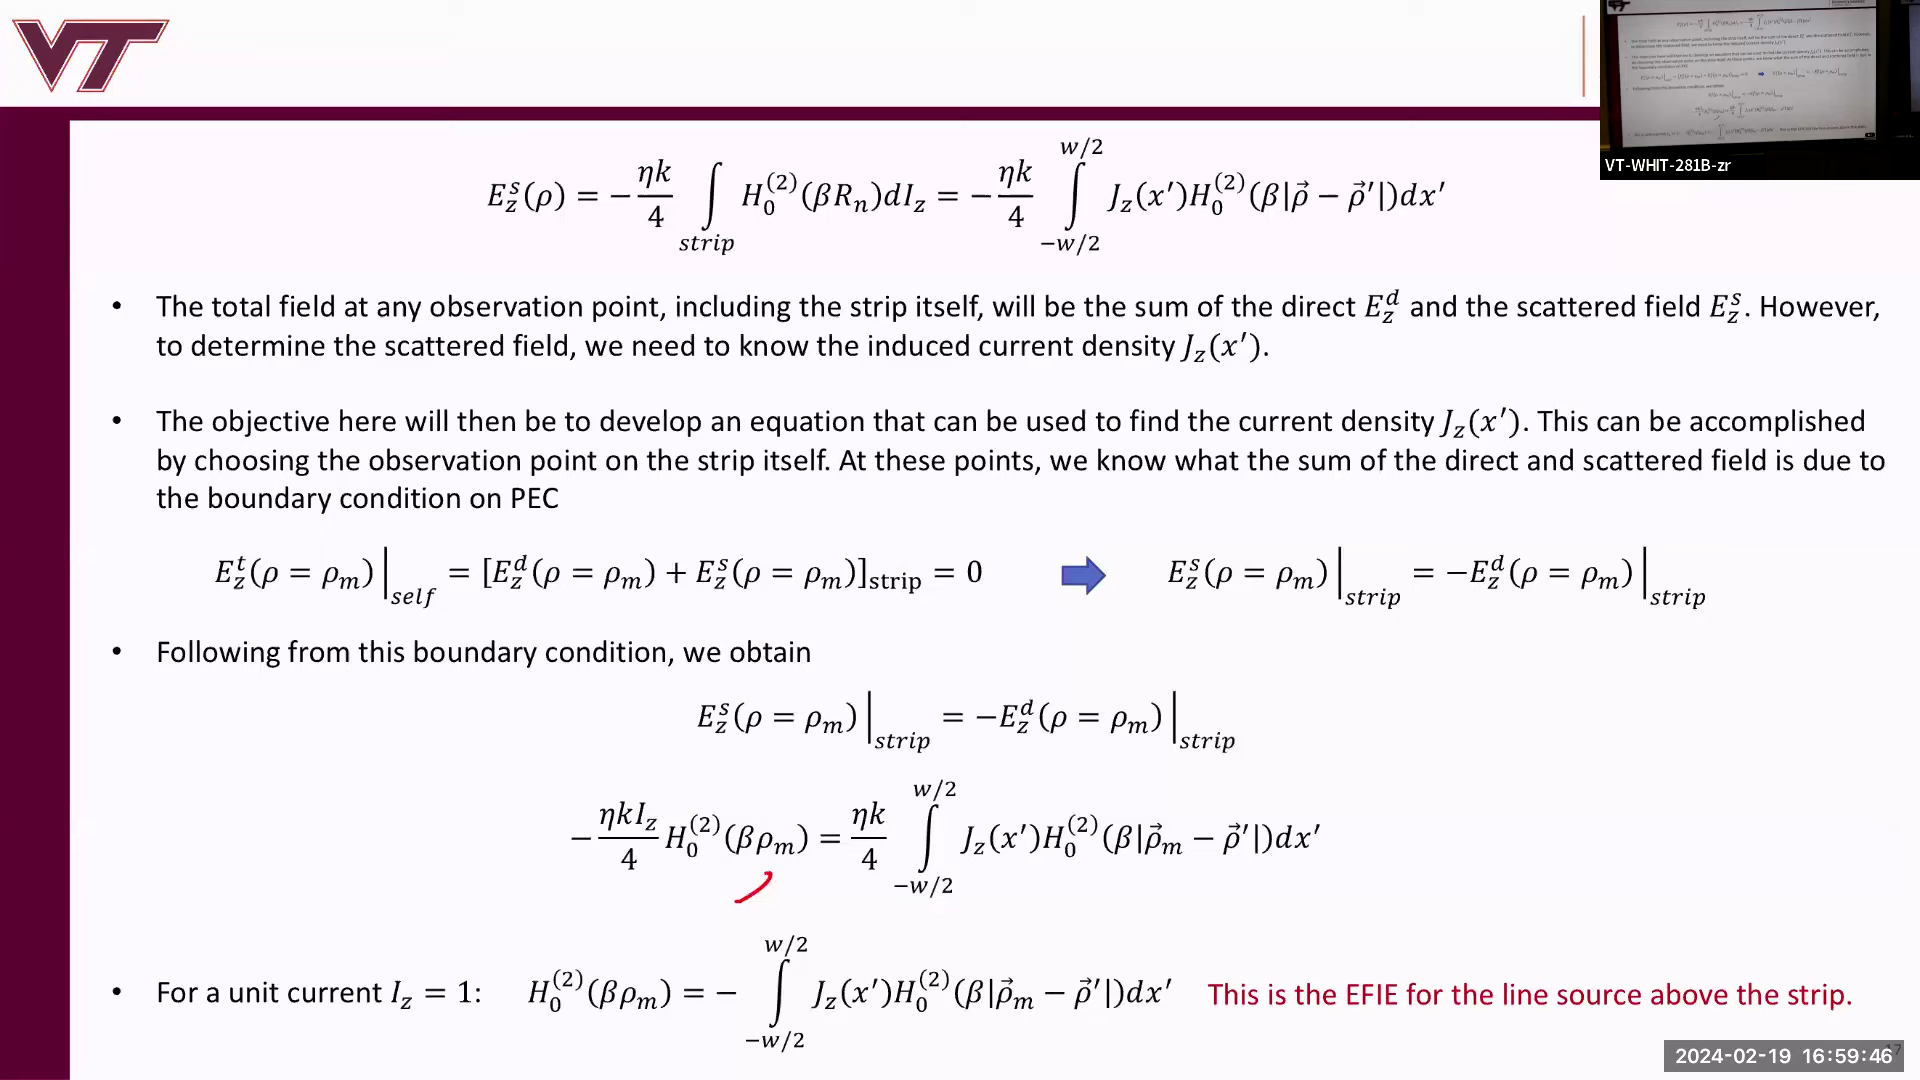 VT
E_z^s(ρ) = −ηk/4 ∫_{strip} H_0^{(2)}(βR_n)dI_z = −ηk/4 ∫_{−w/2}^{w/2} J_z(x′)H_0^{(2)}(β|ρ⃗ − ρ⃗′|)dx′
• The total field at any observation point, including the strip itself, will be the sum of the direct E_z^d and the scattered field E_z^s. However,
to determine the scattered field, we need to know the induced current density J_z(x′).
• The objective here will then be to develop an equation that can be used to find the current density J_z(x′). This can be accomplished
by choosing the observation point on the strip itself. At these points, we know what the sum of the direct and scattered field is due to
the boundary condition on PEC
E_z^t(ρ = ρ_m)|_{self} = [E_z^d(ρ = ρ_m) + E_z^s(ρ = ρ_m)]_{strip} = 0 E_z^s(ρ = ρ_m)|_{strip} = −E_z^d(ρ = ρ_m)|_{strip}
• Following from this boundary condition, we obtain
E_z^s(ρ = ρ_m)|_{strip} = −E_z^d(ρ = ρ_m)|_{strip}
−ηkI_z/4 H_0^{(2)}(βρ_m) = ηk/4 ∫_{−w/2}^{w/2} J_z(x′)H_0^{(2)}(β|ρ⃗_m − ρ⃗′|)dx′
• For a unit current I_z = 1: H_0^{(2)}(βρ_m) = − ∫_{−w/2}^{w/2} J_z(x′)H_0^{(2)}(β|ρ⃗_m − ρ⃗′|)dx′ This is the EFIE for the line source above the strip.
VT-WHIT-281B-zr
2024-02-19 16:59:46